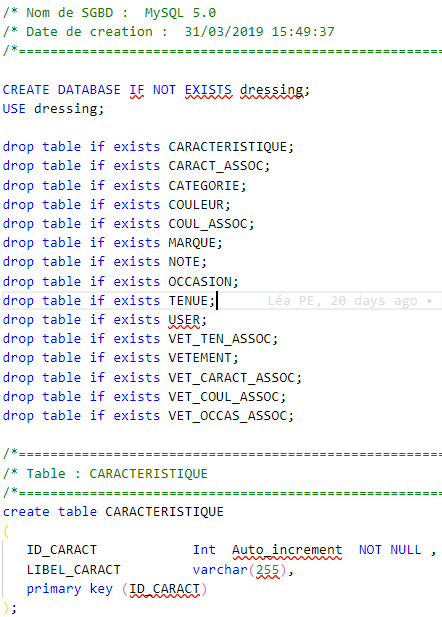 /* Nom de SGBD :  MySQL 5.0
/* Date de creation :  31/03/2019 15:49:37
/*======================================================
CREATE DATABASE IF NOT EXISTS dressing;
USE dressing;
drop table if exists CARACTERISTIQUE;
drop table if exists CARACT_ASSOC;
drop table if exists CATEGORIE;
drop table if exists COULEUR;
drop table if exists COUL_ASSOC;
drop table if exists MARQUE;
drop table if exists NOTE;
drop table if exists OCCASION;
drop table if exists TENUE; Léa PE, 20 days ago •
drop table if exists USER;
drop table if exists VET_TEN_ASSOC;
drop table if exists VETEMENT;
drop table if exists VET_CARACT_ASSOC;
drop table if exists VET_COUL_ASSOC;
drop table if exists VET_OCCAS_ASSOC;
/*======================================================
/* Table : CARACTERISTIQUE
/*======================================================
create table CARACTERISTIQUE
(
   ID_CARACT            Int  Auto_increment  NOT NULL ,
   LIBEL_CARACT         varchar(255),
   primary key (ID_CARACT)
);